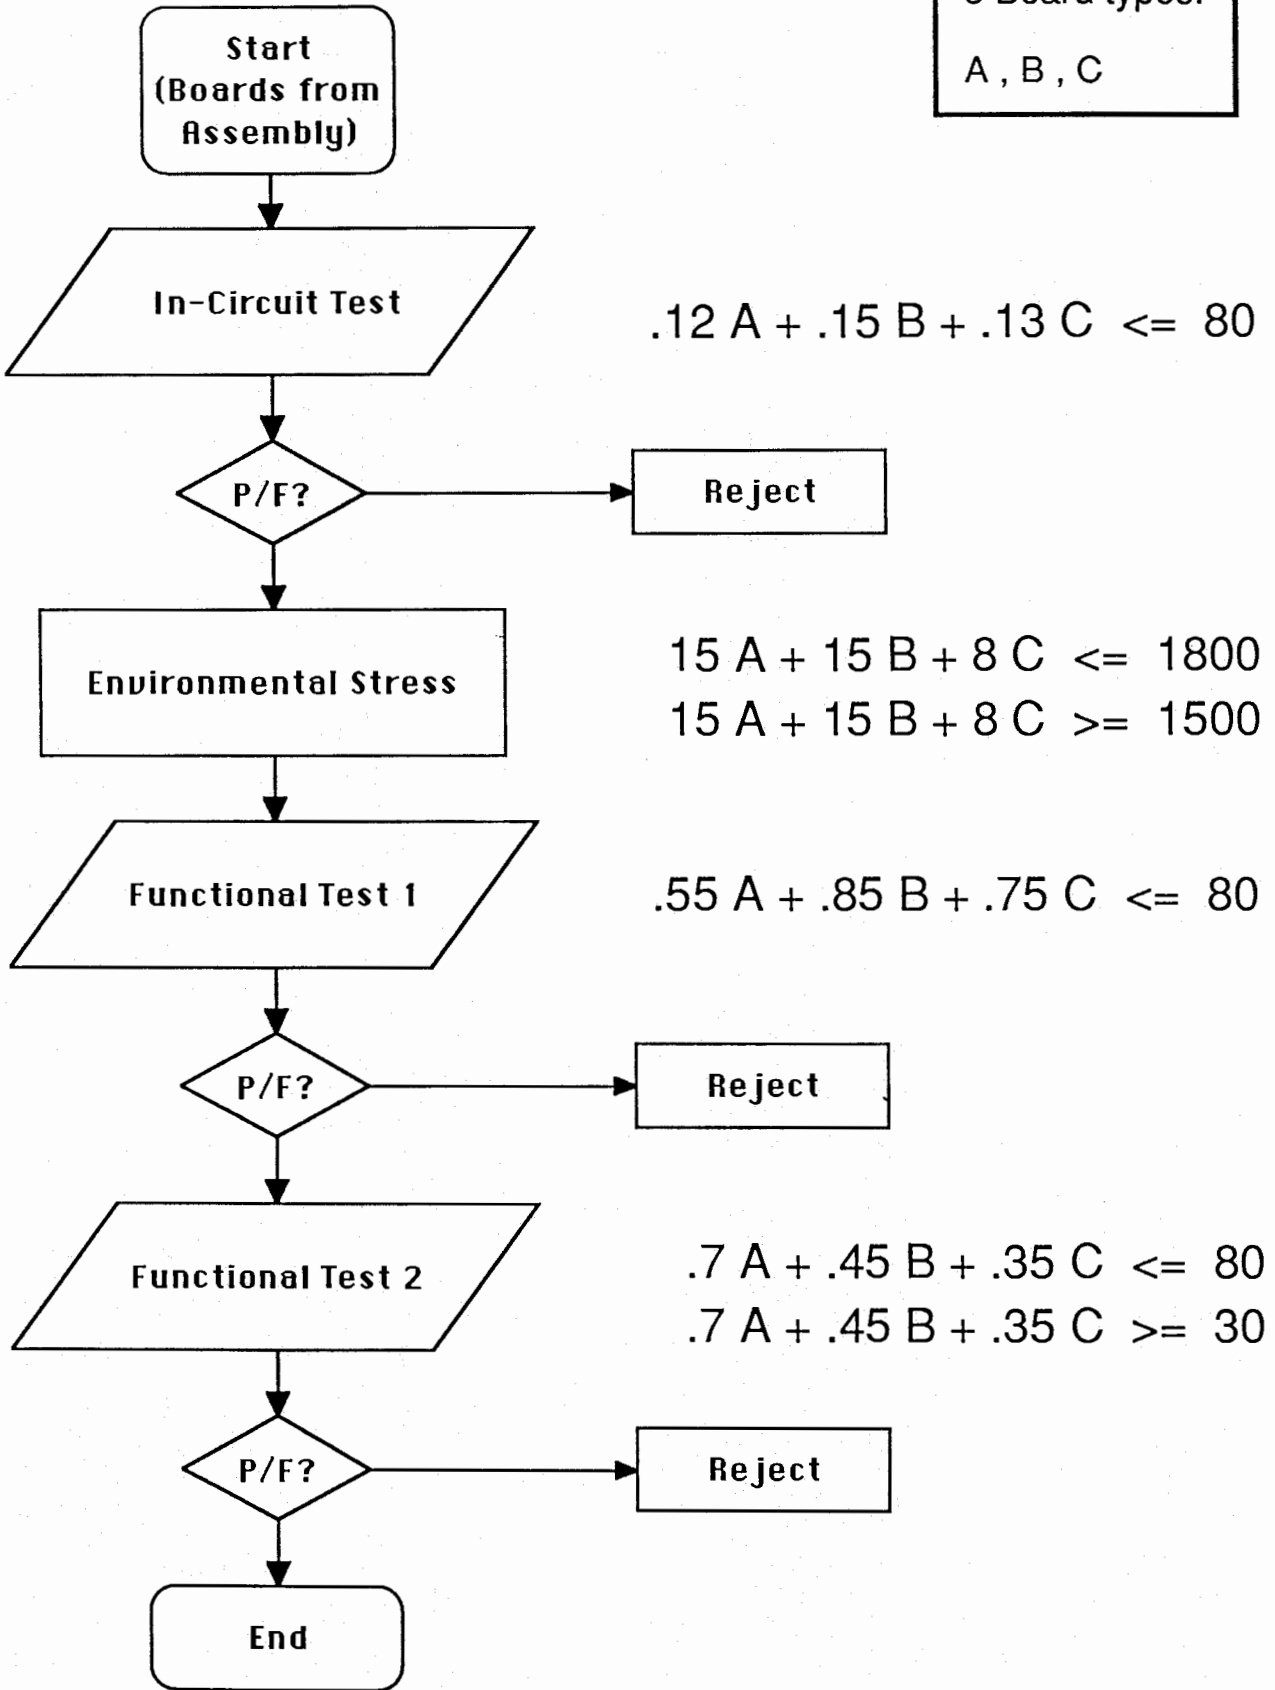 Board types:
A , B , C
Start
(Boards from
Assembly)
In-Circuit Test
.12 A + .15 B + .13 C <= 80
P/F?
Reject
Environmental Stress
15 A + 15 B + 8 C <= 1800
15 A + 15 B + 8 C >= 1500
Functional Test 1
.55 A + .85 B + .75 C <= 80
P/F?
Reject
Functional Test 2
.7 A + .45 B + .35 C <= 80
.7 A + .45 B + .35 C >= 30
P/F?
Reject
End